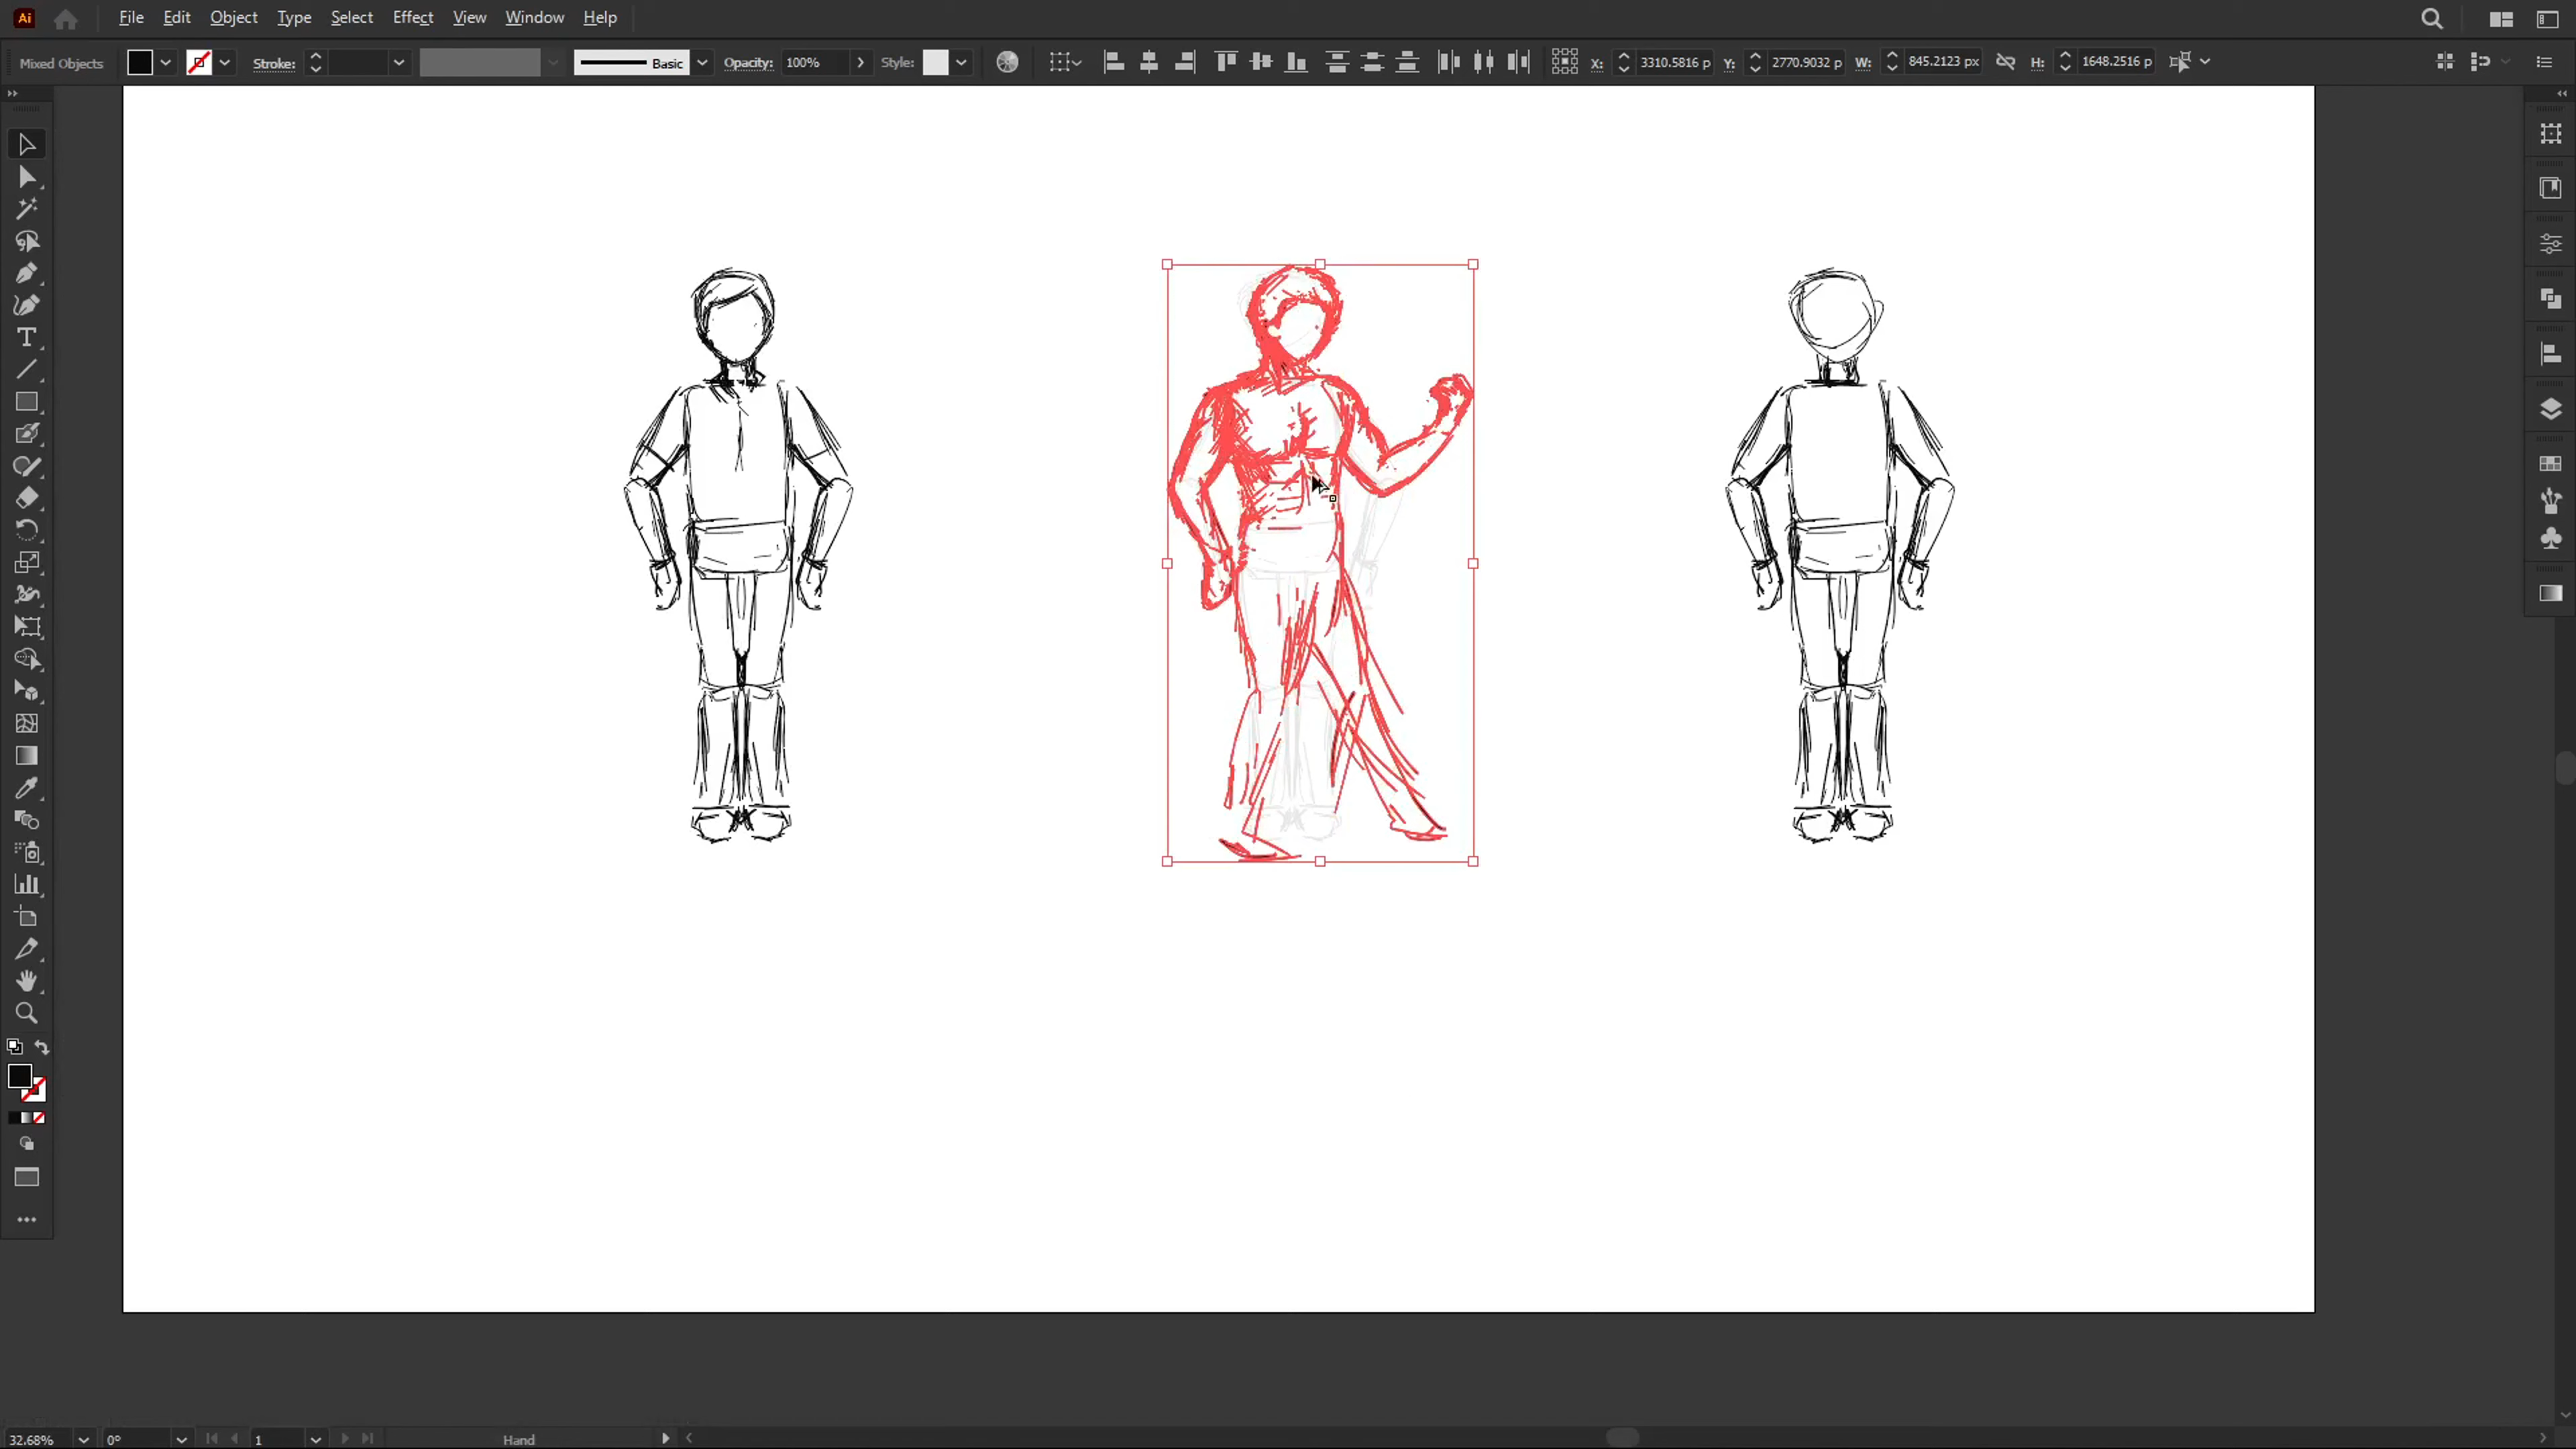 Ai File Edit Object Type Select Effect View Window Help
Mixed Objects Stroke: Basic Opacity: 100% Style: X: 3310.5816 p Y: 2770.9032 p W: 845.2123 px H: 1648.2516 p
32.68% 0° 1 Hand